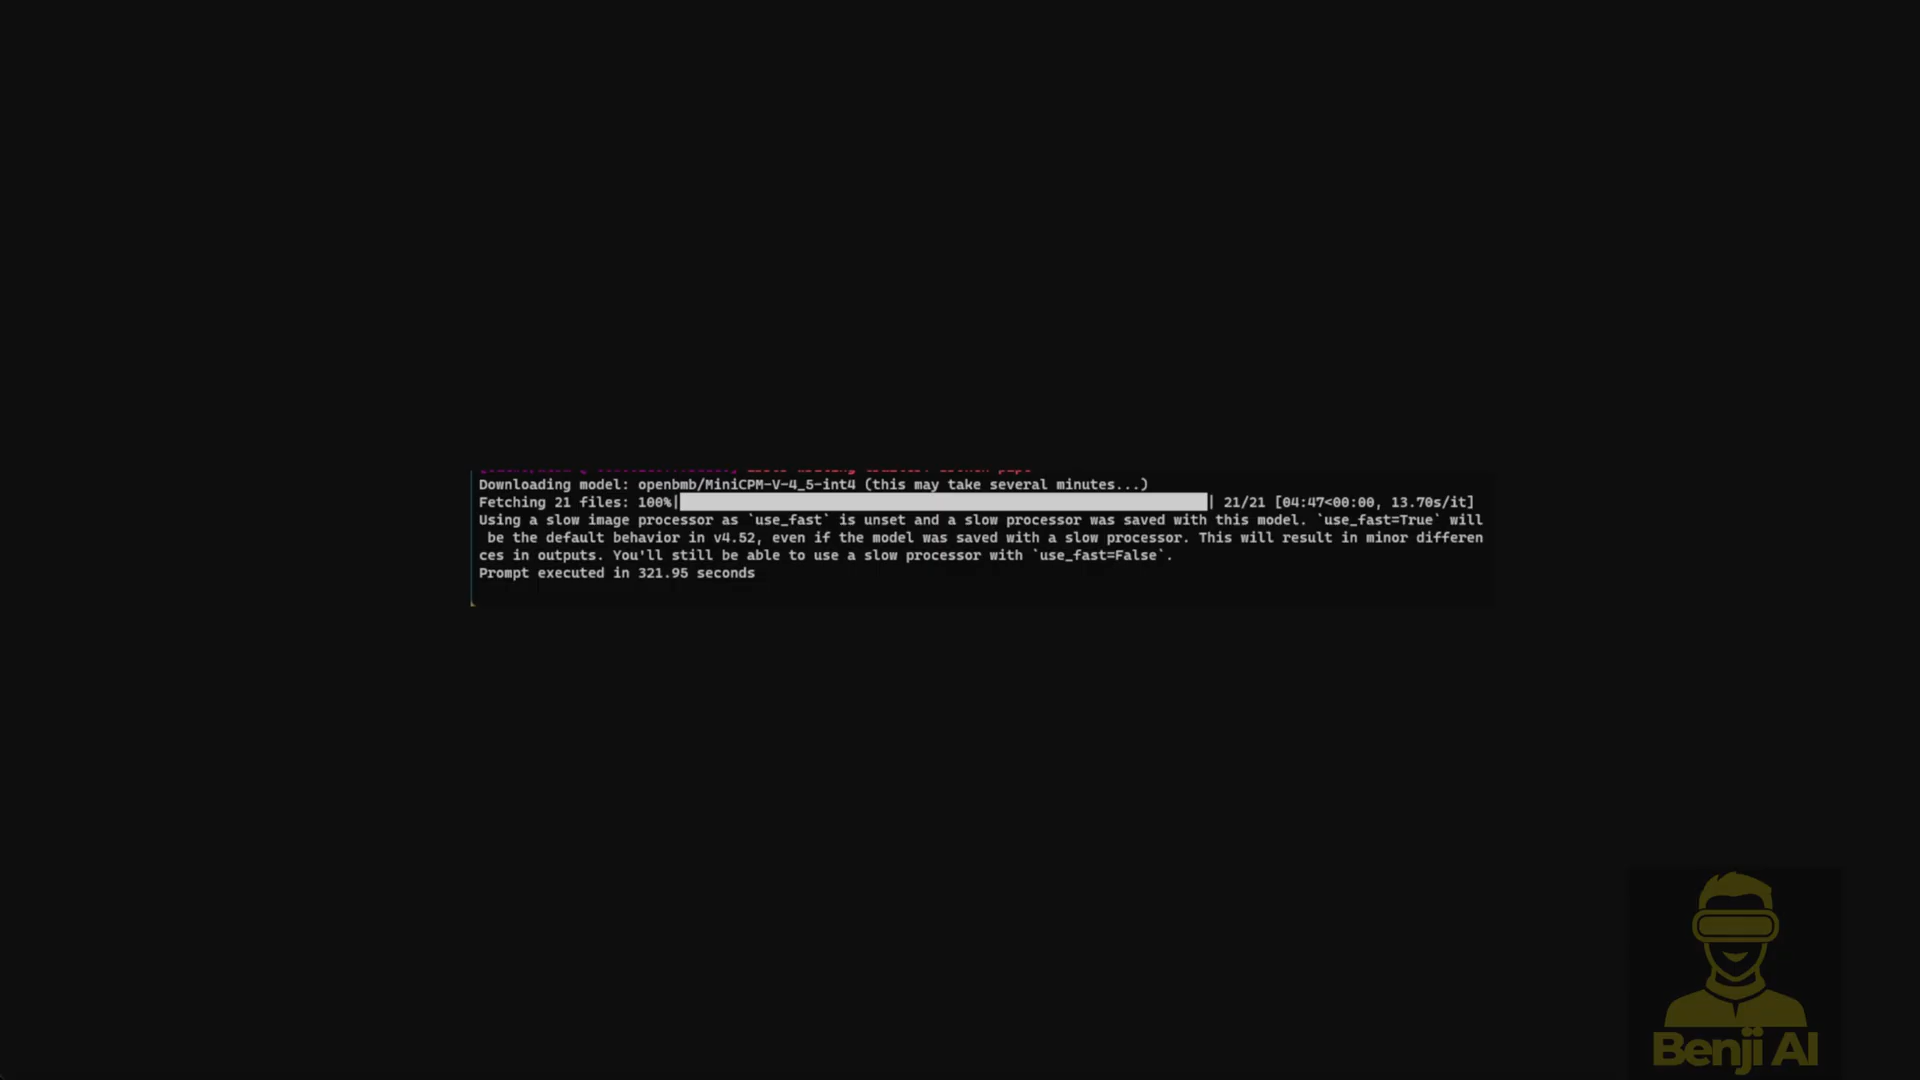 Downloading model: openbmb/MiniCPM-V-4_5-int4 (this may take several minutes...)
Fetching 21 files: 100%| | 21/21 [04:47<00:00, 13.70s/it]
Using a slow image processor as `use_fast` is unset and a slow processor was saved with this model. `use_fast=True` will
be the default behavior in v4.52, even if the model was saved with a slow processor. This will result in minor differen
ces in outputs. You'll still be able to use a slow processor with `use_fast=False`.
Prompt executed in 321.95 seconds
Benji AI